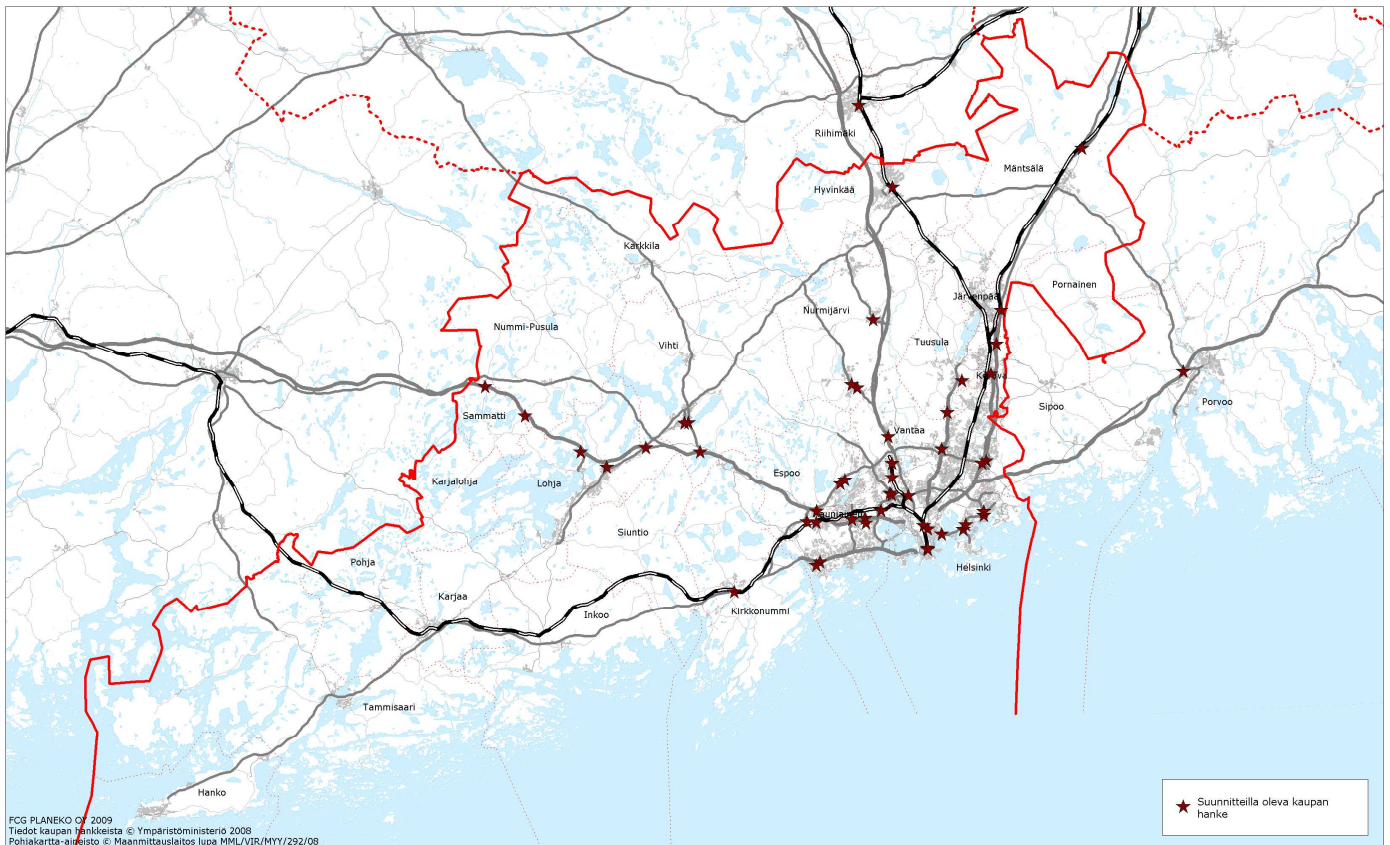 Riihimäki
Mäntsälä
Hyvinkää
Karkkila
Järvenpää
Pornainen
Nurmijärvi
Nummi-Pusula
Tuusula
Vihti
Kerava
Sammatti
Sipoo
Porvoo
Vantaa
Espoo
Karjalohja
Lohja
Kauniainen
Siuntio
Pohja
Helsinki
Karjaa
Inkoo
Kirkkonummi
Tammisaari
Hanko
Suunnitteilla oleva kaupan
hanke
FCG PLANEKO OY 2009
Tiedot kaupan hankkeista © Ympäristöministeriö 2008
Pohjakartta-aineisto © Maanmittauslaitos lupa MML/VIR/MYY/292/08